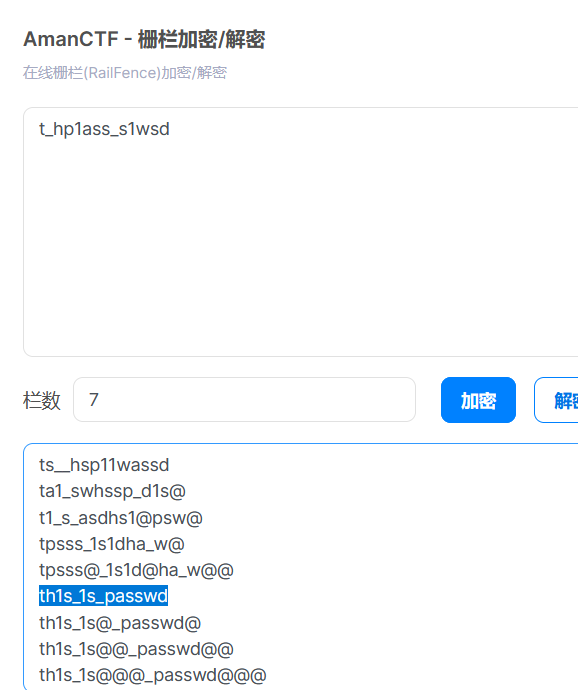 AmanCTF - 栅栏加密/解密
在线栅栏(RailFence)加密/解密
t_hp1ass_s1wsd
栏数 7 加密 解密
ts__hsp11wassd
ta1_swhssp_d1s@
t1_s_asdhs1@psw@
tpsss_1s1dha_w@
tpsss@_1s1d@ha_w@@
th1s_1s_passwd
th1s_1s@_passwd@
th1s_1s@@_passwd@@
th1s_1s@@@_passwd@@@